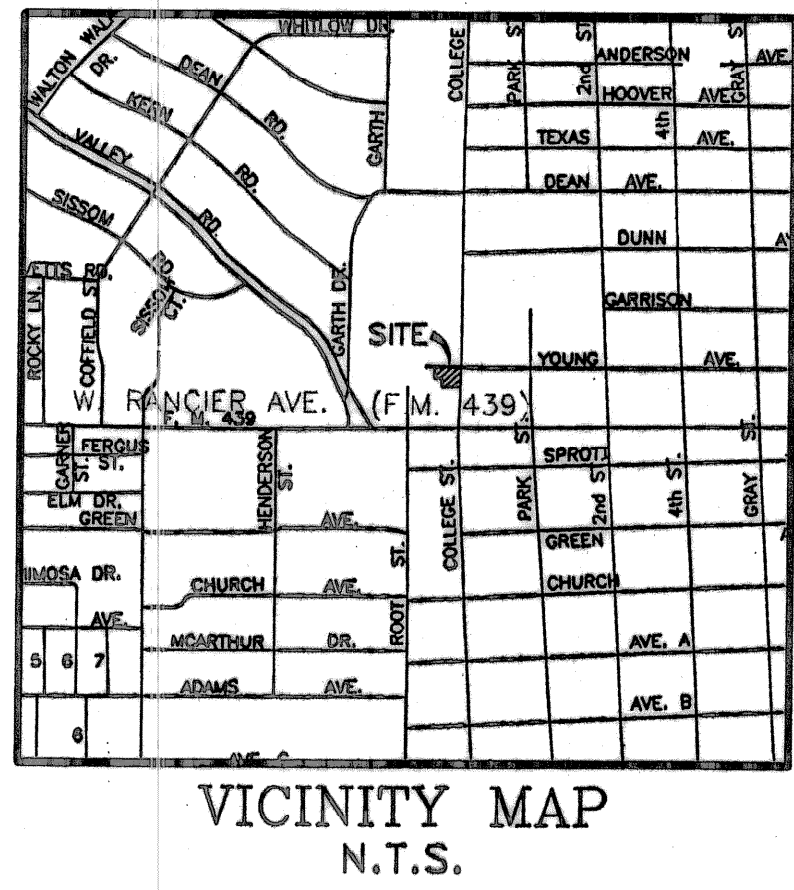 WHITLOW DR.
WALTON WALK
DR.
DEAN
RD.
KERN
RD.
VALLEY
RD.
SISSOM
RD.
SISSOM
CT.
GARTH
GARTH DR.
COLLEGE
PARK
ST
2nd
ST
ANDERSON
AVE
GRAY
ST
HOOVER
AVE
4th
TEXAS
AVE.
DEAN
AVE.
DUNN
GARRISON
SITE
YOUNG
AVE.
ETTS RD.
ROCKY LN.
COFFIELD ST
W. RANCIER AVE. (F.M. 439)
F. M. 439
GARNER
ST.
FERGUS
ST.
ELM DR.
GREEN
AVE.
HENDERSON
ST.
IMOSA DR.
AVE.
CHURCH
AVE.
MCARTHUR
DR.
ADAMS
AVE.
ROOT
ST.
COLLEGE ST.
PARK
ST.
SPROTT
2nd ST.
4th ST.
GRAY
ST.
GREEN
CHURCH
AVE. A
AVE. B
5
6
7
6
VICINITY MAP
N.T.S.